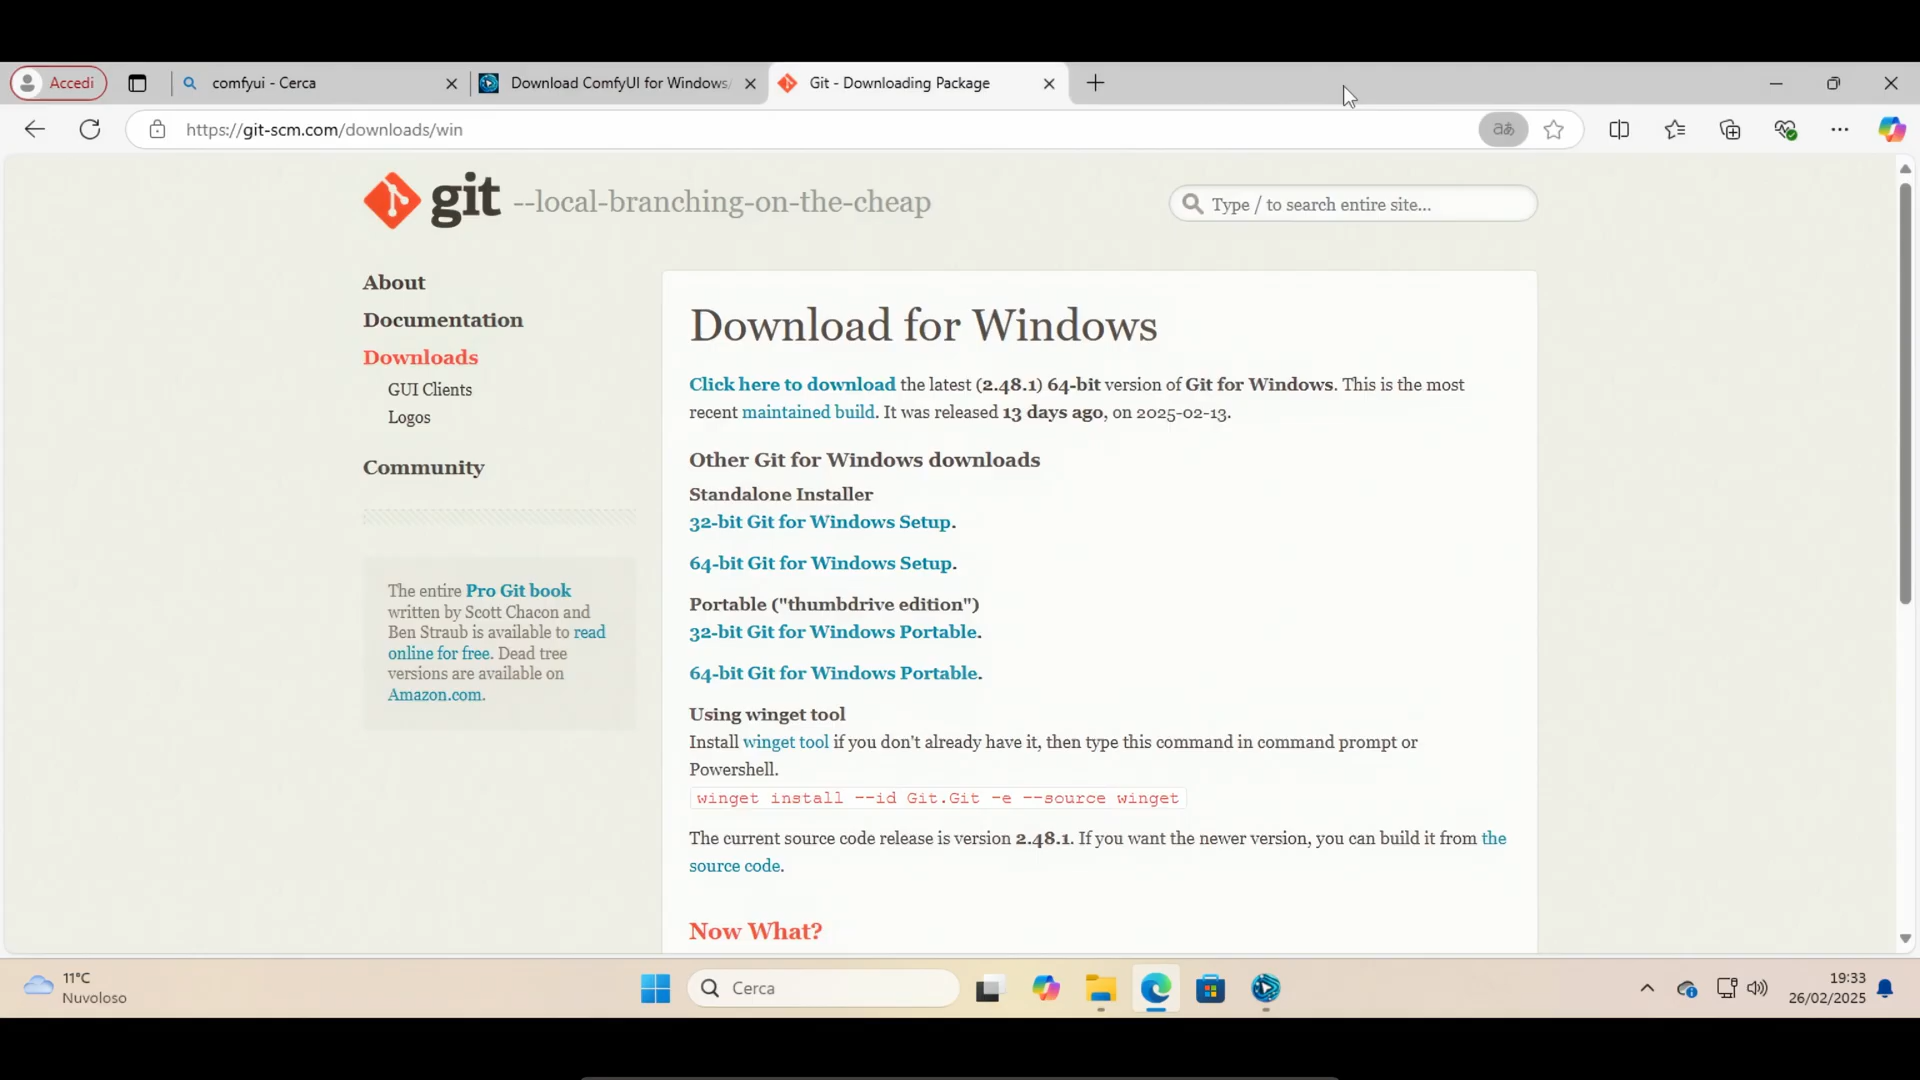 Accedi
comfyui - Cerca
Download ComfyUI for Windows/
Git - Downloading Package
https://git-scm.com/downloads/win
aあ
git --local-branching-on-the-cheap
Type / to search entire site...
About
Documentation
Downloads
GUI Clients
Logos
Community
The entire Pro Git book
written by Scott Chacon and
Ben Straub is available to read
online for free. Dead tree
versions are available on
Amazon.com.
Download for Windows
Click here to download the latest (2.48.1) 64-bit version of Git for Windows. This is the most
recent maintained build. It was released 13 days ago, on 2025-02-13.
Other Git for Windows downloads
Standalone Installer
32-bit Git for Windows Setup.
64-bit Git for Windows Setup.
Portable ("thumbdrive edition")
32-bit Git for Windows Portable.
64-bit Git for Windows Portable.
Using winget tool
Install winget tool if you don't already have it, then type this command in command prompt or
Powershell.
winget install --id Git.Git -e --source winget
The current source code release is version 2.48.1. If you want the newer version, you can build it from the
source code.
Now What?
11°C
Nuvoloso
Cerca
19:33
26/02/2025